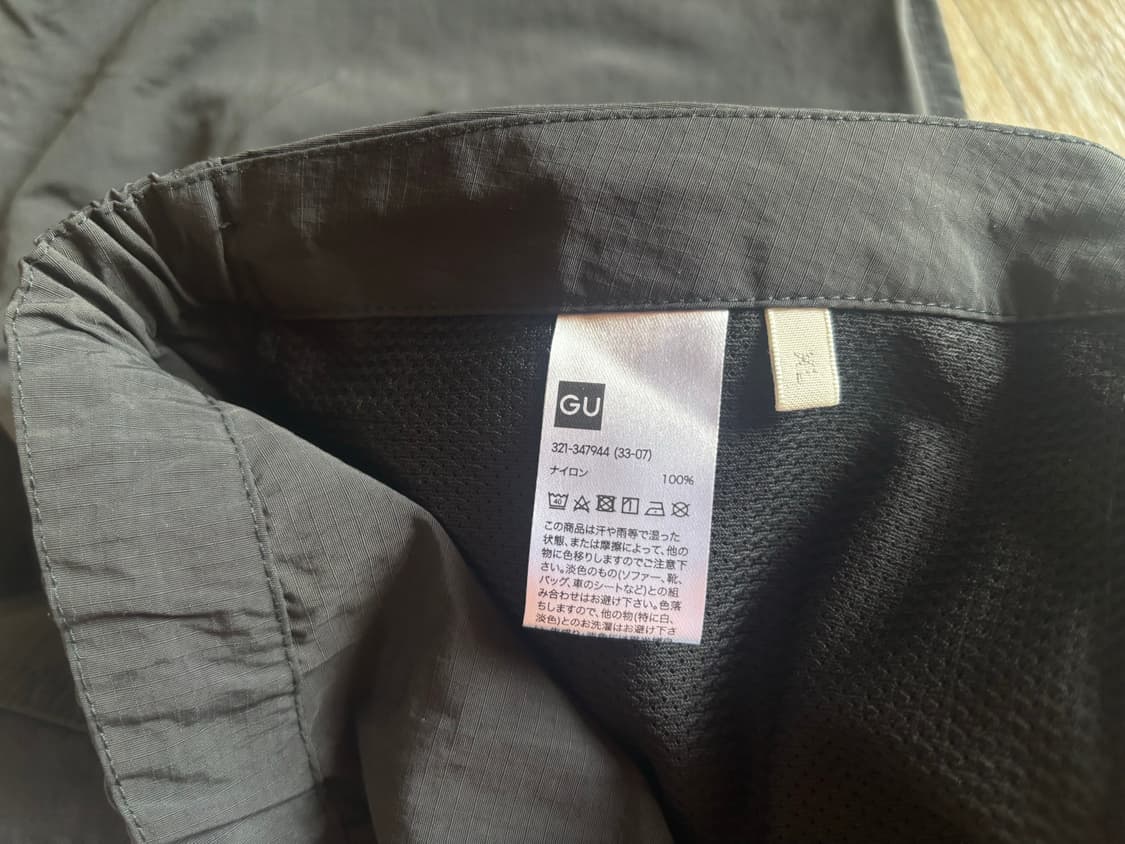 GU
321-347944 (33-07)
ナイロン 100%
40
この商品は汗や雨等で湿った
状態、または摩擦によって、他の
物に色移りしますのでご注意下
さい。淡色のもの(ソファー、靴、
バッグ、車のシートなど)との組
み合わせはお避け下さい。色落
ちしますので、他の物(特に白、
淡色)とのお洗濯はお避け下さ